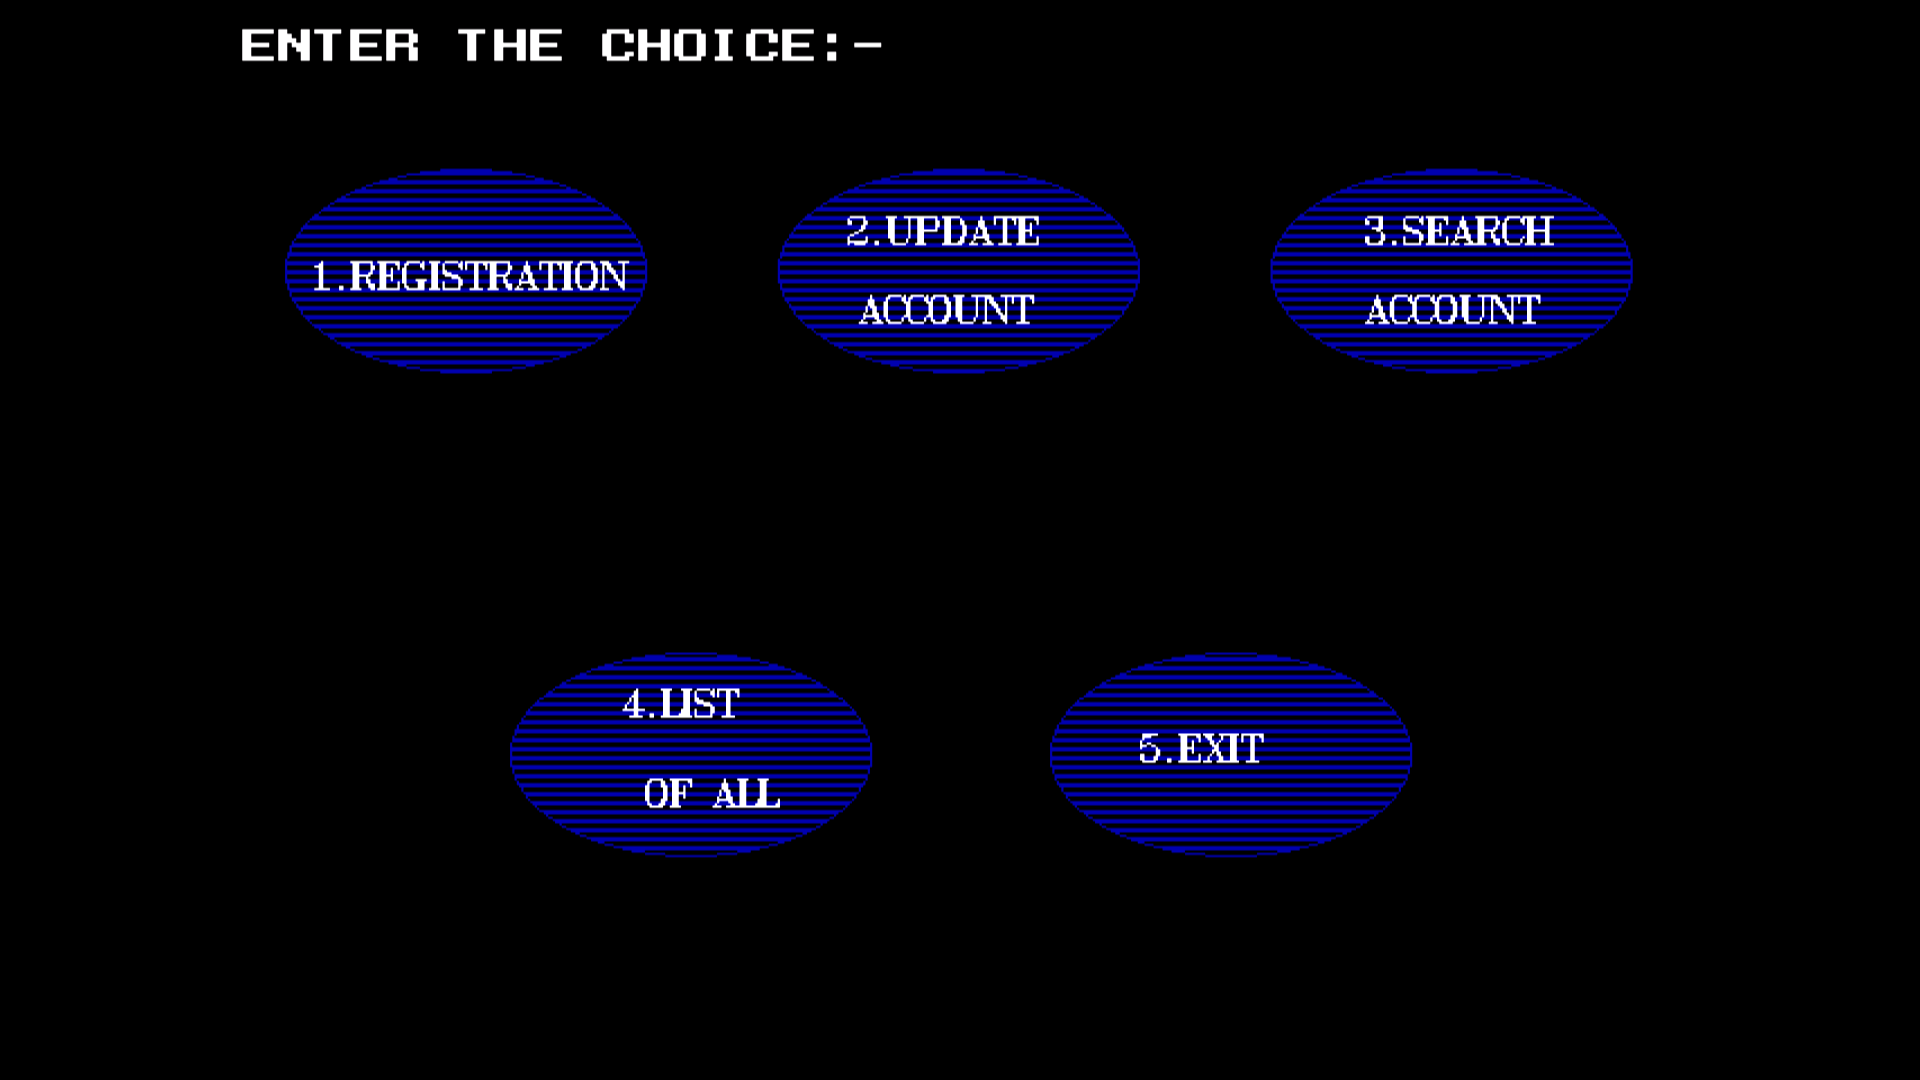 ENTER THE CHOICE:-
1.REGISTRATION
2.UPDATE
ACCOUNT
3.SEARCH
ACCOUNT
4.LIST
OF ALL
5.EXIT